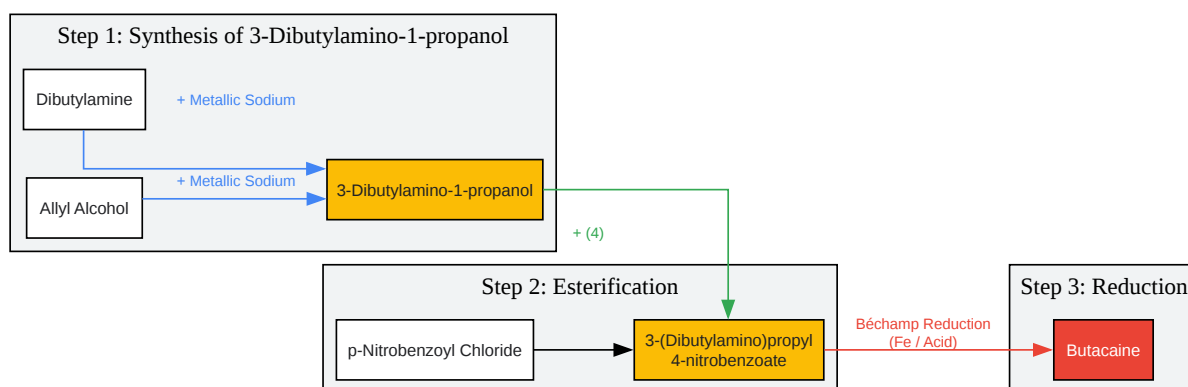 Step 1: Synthesis of 3-Dibutylamino-1-propanol
Dibutylamine
+ Metallic Sodium
+ Metallic Sodium
3-Dibutylamino-1-propanol
Allyl Alcohol
+ (4)
Step 2: Esterification
p-Nitrobenzoyl Chloride
3-(Dibutylamino)propyl
4-nitrobenzoate
Béchamp Reduction
(Fe / Acid)
Step 3: Reduction
Butacaine